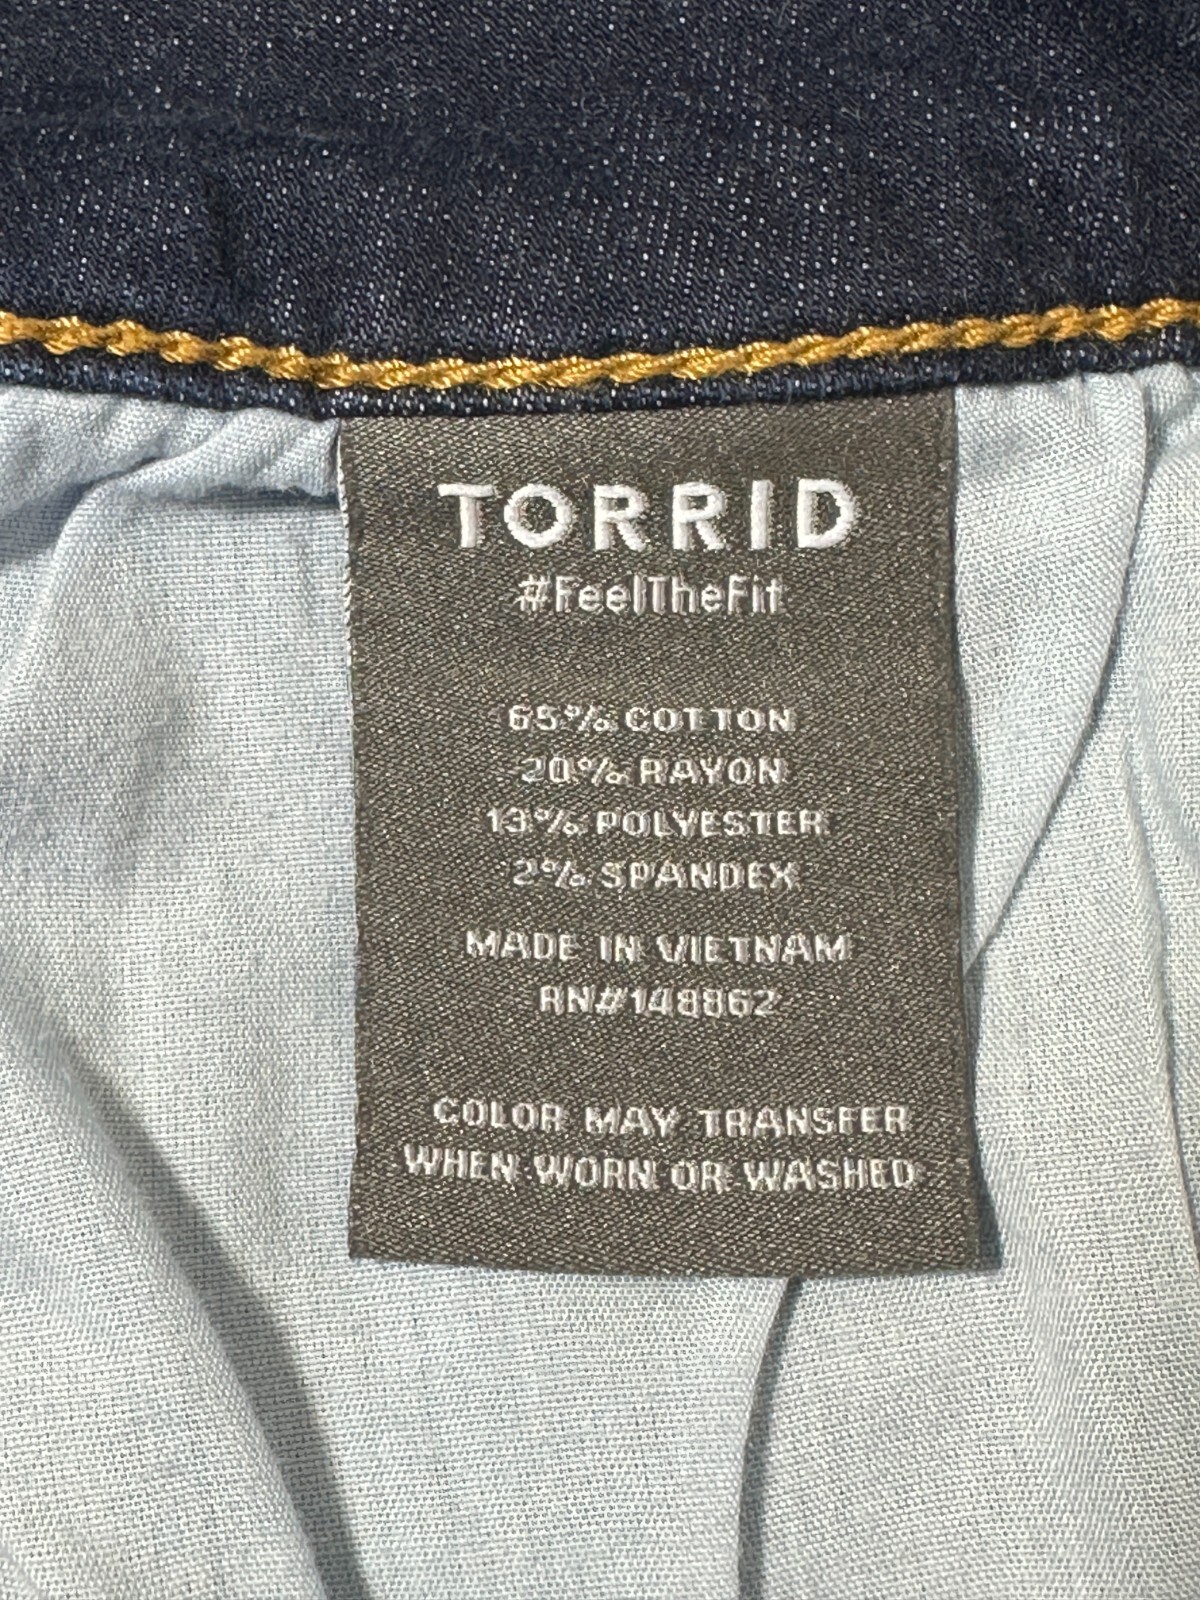 TORRID
#FeelTheFit
65% COTTON
20% RAYON
13% POLYESTER
2% SPANDEX
MADE IN VIETNAM
RN#148862
COLOR MAY TRANSFER
WHEN WORN OR WASHED